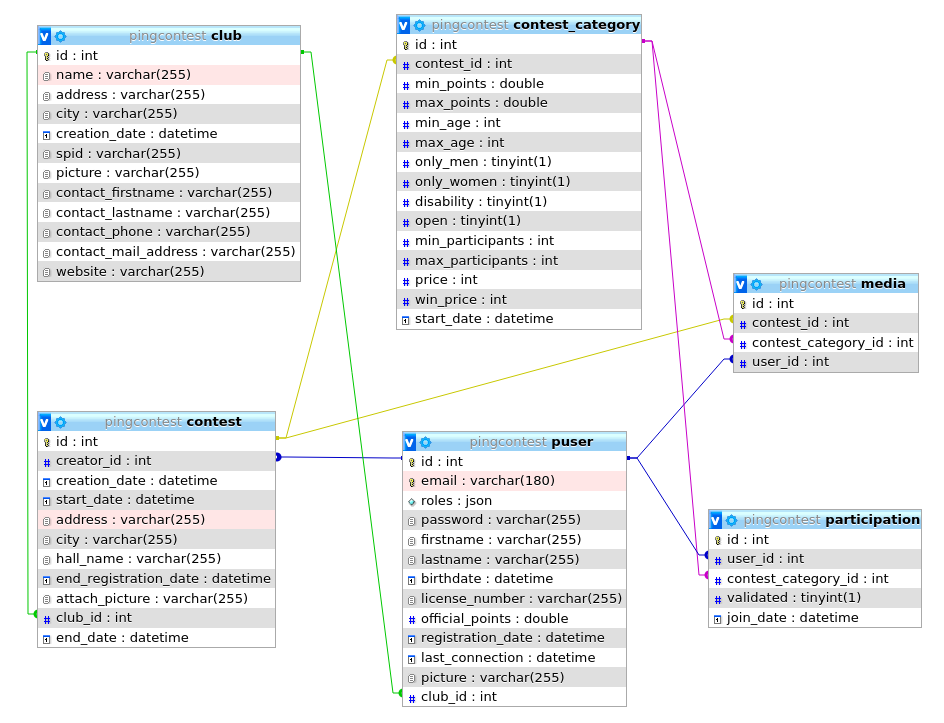 pingcontest club
id : int
name : varchar(255)
address : varchar(255)
city : varchar(255)
creation_date : datetime
spid : varchar(255)
picture : varchar(255)
contact_firstname : varchar(255)
contact_lastname : varchar(255)
contact_phone : varchar(255)
contact_mail_address : varchar(255)
website : varchar(255)
pingcontest contest_category
id : int
contest_id : int
min_points : double
max_points : double
min_age : int
max_age : int
only_men : tinyint(1)
only_women : tinyint(1)
disability : tinyint(1)
open : tinyint(1)
min_participants : int
max_participants : int
price : int
win_price : int
start_date : datetime
pingcontest media
id : int
contest_id : int
contest_category_id : int
user_id : int
pingcontest contest
id : int
creator_id : int
creation_date : datetime
start_date : datetime
address : varchar(255)
city : varchar(255)
hall_name : varchar(255)
end_registration_date : datetime
attach_picture : varchar(255)
club_id : int
end_date : datetime
pingcontest puser
id : int
email : varchar(180)
roles : json
password : varchar(255)
firstname : varchar(255)
lastname : varchar(255)
birthdate : datetime
license_number : varchar(255)
official_points : double
registration_date : datetime
last_connection : datetime
picture : varchar(255)
club_id : int
pingcontest participation
id : int
user_id : int
contest_category_id : int
validated : tinyint(1)
join_date : datetime